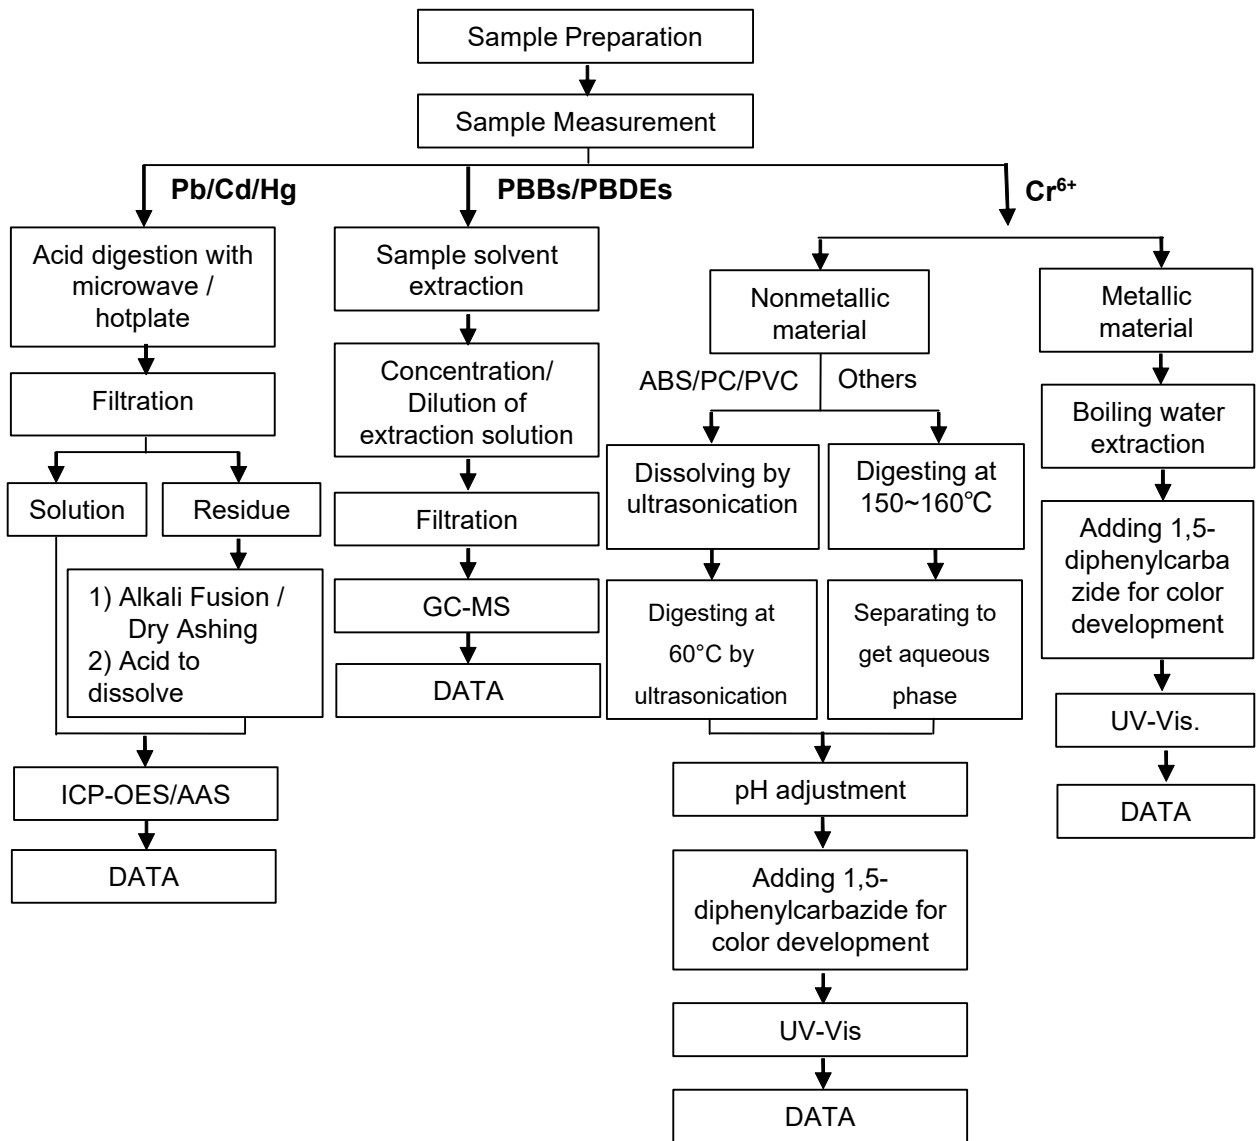 Sample Preparation
Sample Measurement
Pb/Cd/Hg
PBBs/PBDEs
Cr⁶⁺
Acid digestion with
microwave /
hotplate
Filtration
Solution
Residue
1) Alkali Fusion /
Dry Ashing
2) Acid to
dissolve
ICP-OES/AAS
DATA
Sample solvent
extraction
Concentration/
Dilution of
extraction solution
Filtration
GC-MS
DATA
Nonmetallic
material
ABS/PC/PVC
Others
Dissolving by
ultrasonication
Digesting at
60°C by
ultrasonication
Digesting at
150~160℃
Separating to
get aqueous
phase
pH adjustment
Adding 1,5-
diphenylcarbazide for
color development
UV-Vis
DATA
Metallic
material
Boiling water
extraction
Adding 1,5-
diphenylcarba
zide for color
development
UV-Vis.
DATA